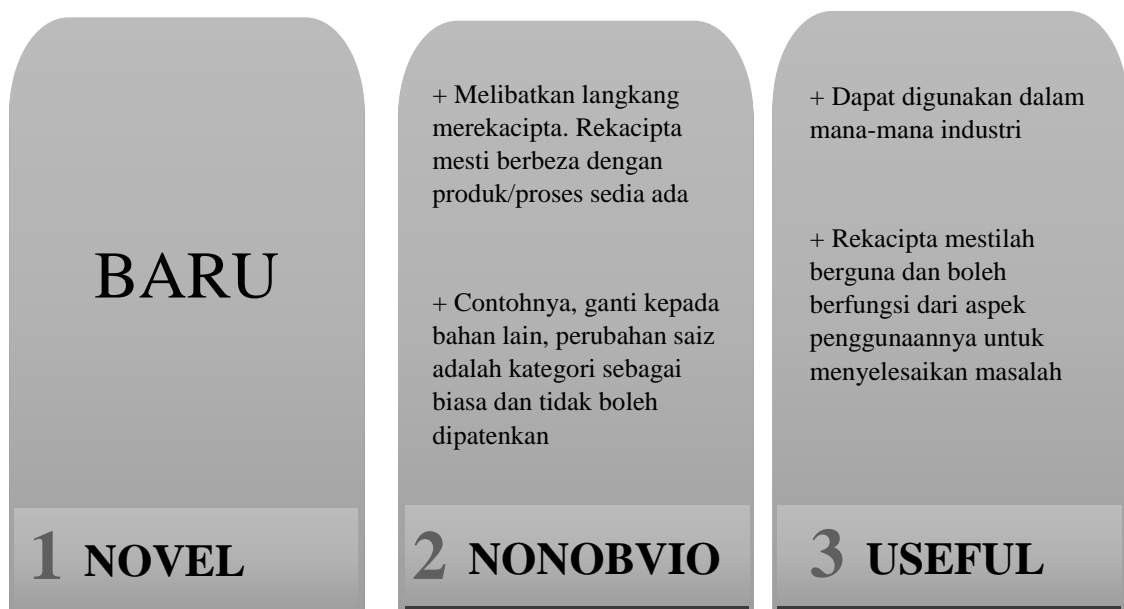 BARU
1 NOVEL
+ Melibatkan langkang
merekacipta. Rekacipta
mesti berbeza dengan
produk/proses sedia ada
+ Contohnya, ganti kepada
bahan lain, perubahan saiz
adalah kategori sebagai
biasa dan tidak boleh
dipatenkan
2 NONOBVIO
+ Dapat digunakan dalam
mana-mana industri
+ Rekacipta mestilah
berguna dan boleh
berfungsi dari aspek
penggunaannya untuk
menyelesaikan masalah
3 USEFUL